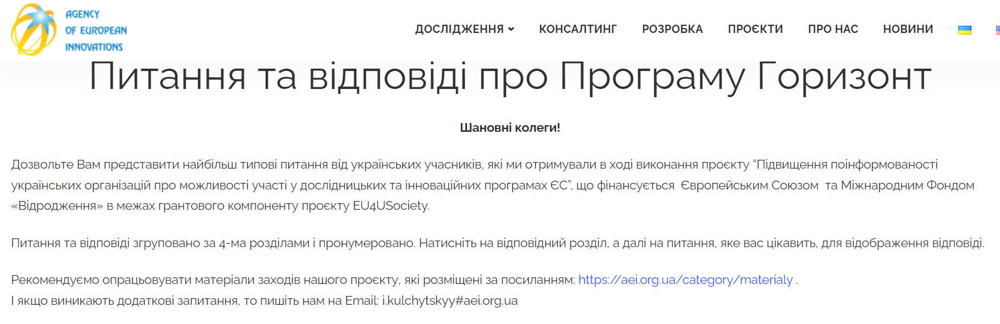 AGENCY
OF EUROPEAN
INNOVATIONS
ДОСЛІДЖЕННЯ КОНСАЛТИНГ РОЗРОБКА ПРОЄКТИ ПРО НАС НОВИНИ
Питання та відповіді про Програму Горизонт
Шановні колеги!
Дозвольте Вам представити найбільш типові питання від українських учасників, які ми отримували в ході виконання проєкту “Підвищення поінформованості
українських організацій про можливості участі у дослідницьких та інноваційних програмах ЄС”, що фінансується Європейським Союзом та Міжнародним Фондом
«Відродження» в межах грантового компоненту проєкту EU4USociety.
Питання та відповіді згруповано за 4-ма розділами і пронумеровано. Натисніть на відповідний розділ, а далі на питання, яке вас цікавить, для відображення відповіді.
Рекомендуємо опрацьовувати матеріали заходів нашого проєкту, які розміщені за посиланням: https://aei.org.ua/category/materialy .
І якщо виникають додаткові запитання, то пишіть нам на Email: i.kulchytskyy#aei.org.ua